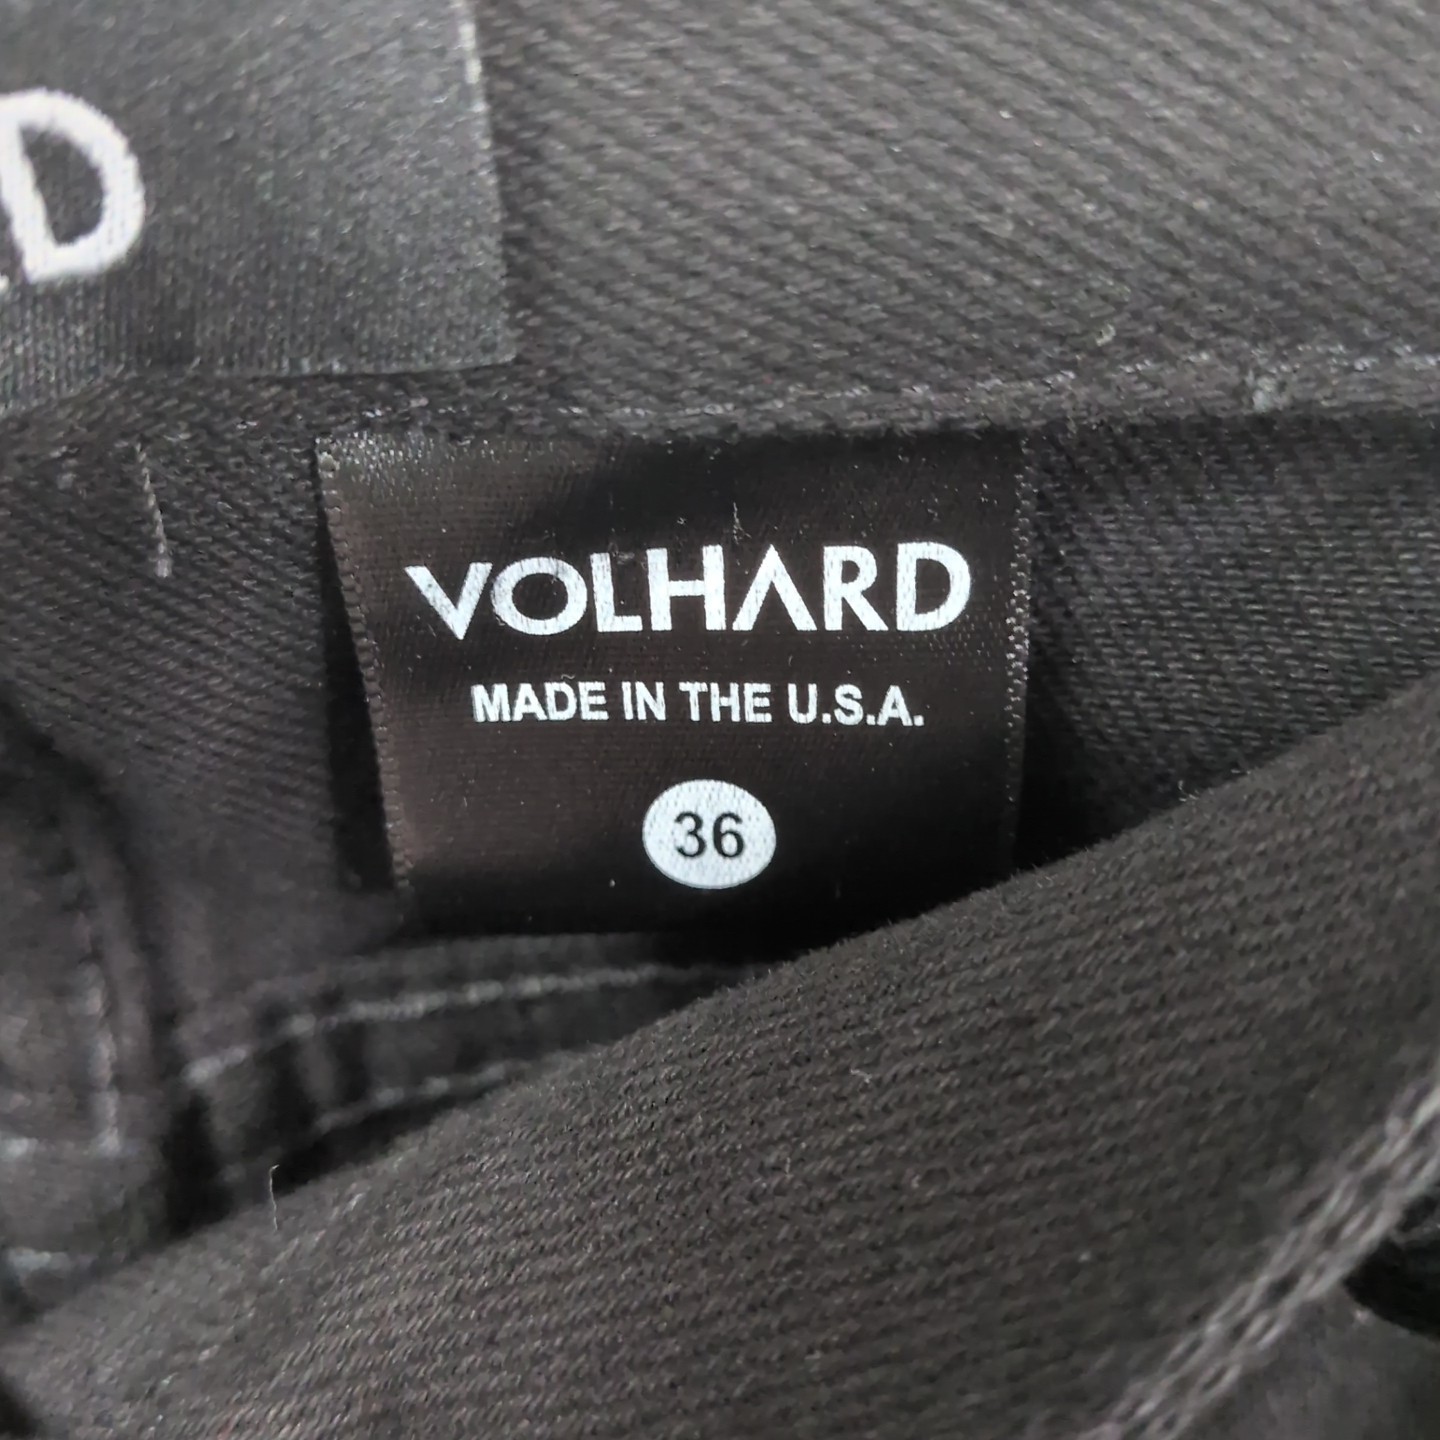 D
VOLHARD
MADE IN THE U.S.A.
36